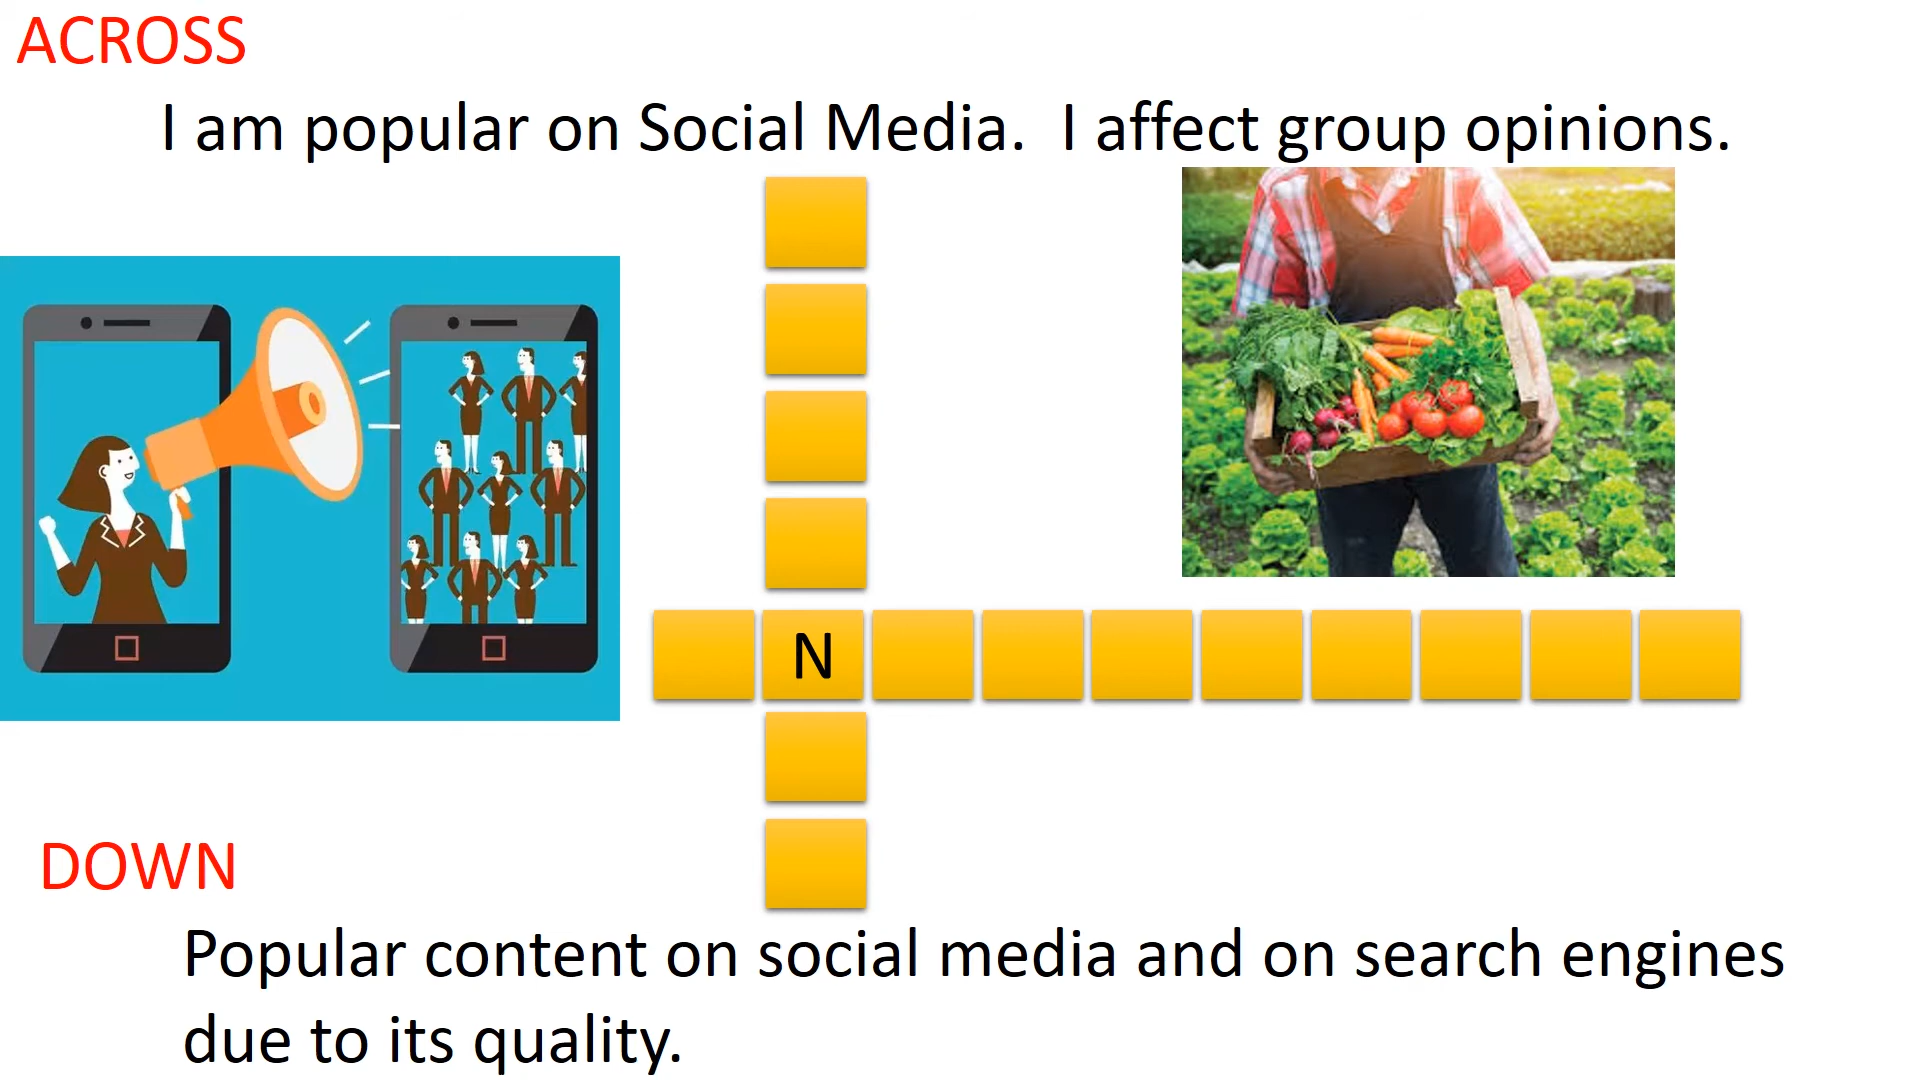 ACROSS
I am popular on Social Media.  I affect group opinions.
N
DOWN
Popular content on social media and on search engines
due to its quality.